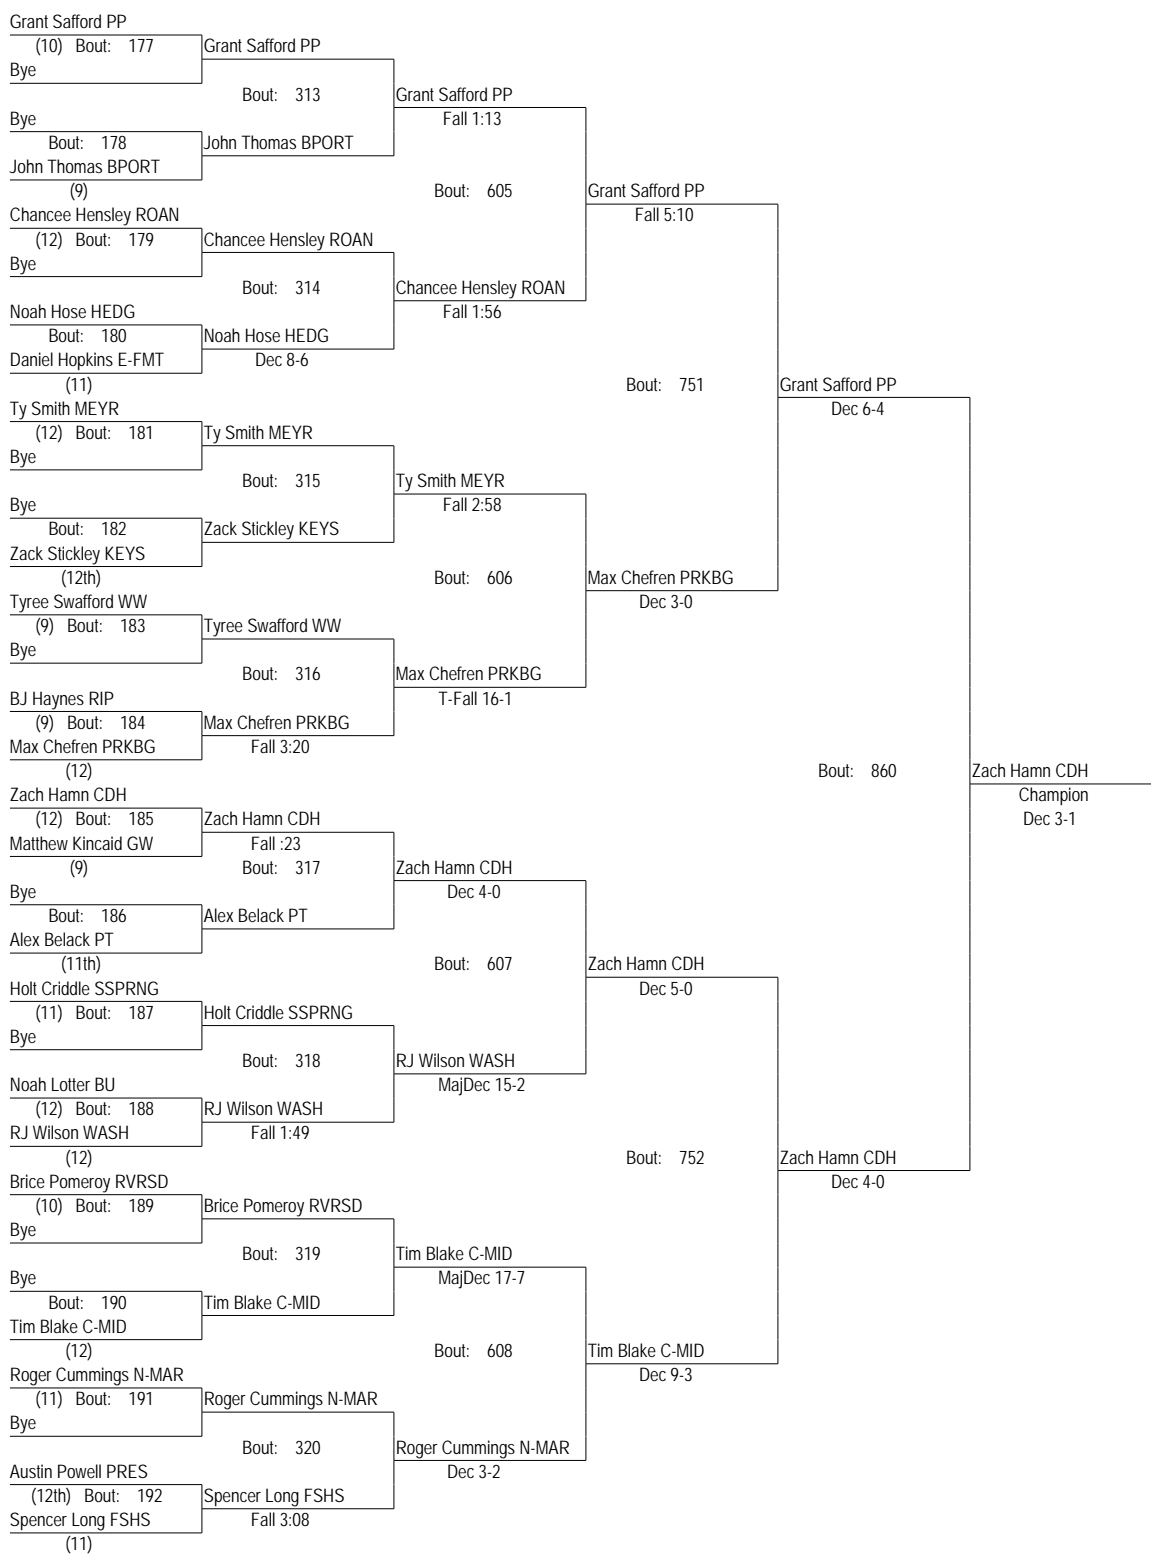 Grant Safford PP
(10) Bout: 177 Grant Safford PP
Bye
Bout: 313 Grant Safford PP
Bye Fall 1:13
Bout: 178 John Thomas BPORT
John Thomas BPORT
(9) Bout: 605 Grant Safford PP
Chancee Hensley ROAN Fall 5:10
(12) Bout: 179 Chancee Hensley ROAN
Bye
Bout: 314 Chancee Hensley ROAN
Noah Hose HEDG Fall 1:56
Bout: 180 Noah Hose HEDG
Daniel Hopkins E-FMT Dec 8-6
(11) Bout: 751 Grant Safford PP
Ty Smith MEYR Dec 6-4
(12) Bout: 181 Ty Smith MEYR
Bye
Bout: 315 Ty Smith MEYR
Bye Fall 2:58
Bout: 182 Zack Stickley KEYS
Zack Stickley KEYS
(12th) Bout: 606 Max Chefren PRKBG
Tyree Swafford WW Dec 3-0
(9) Bout: 183 Tyree Swafford WW
Bye
Bout: 316 Max Chefren PRKBG
BJ Haynes RIP T-Fall 16-1
(9) Bout: 184 Max Chefren PRKBG
Max Chefren PRKBG Fall 3:20
(12) Bout: 860 Zach Hamn CDH
Zach Hamn CDH Champion
(12) Bout: 185 Zach Hamn CDH Dec 3-1
Matthew Kincaid GW Fall :23
(9) Bout: 317 Zach Hamn CDH
Bye Dec 4-0
Bout: 186 Alex Belack PT
Alex Belack PT
(11th) Bout: 607 Zach Hamn CDH
Holt Criddle SSPRNG Dec 5-0
(11) Bout: 187 Holt Criddle SSPRNG
Bye
Bout: 318 RJ Wilson WASH
Noah Lotter BU MajDec 15-2
(12) Bout: 188 RJ Wilson WASH
RJ Wilson WASH Fall 1:49
(12) Bout: 752 Zach Hamn CDH
Brice Pomeroy RVRSD Dec 4-0
(10) Bout: 189 Brice Pomeroy RVRSD
Bye
Bout: 319 Tim Blake C-MID
Bye MajDec 17-7
Bout: 190 Tim Blake C-MID
Tim Blake C-MID
(12) Bout: 608 Tim Blake C-MID
Roger Cummings N-MAR Dec 9-3
(11) Bout: 191 Roger Cummings N-MAR
Bye
Bout: 320 Roger Cummings N-MAR
Austin Powell PRES Dec 3-2
(12th) Bout: 192 Spencer Long FSHS
Spencer Long FSHS Fall 3:08
(11)